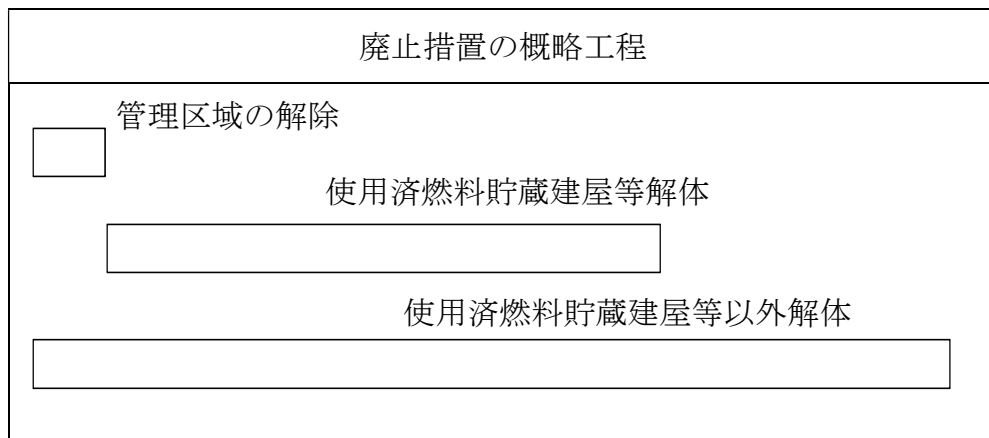 廃止措置の概略工程
管理区域の解除
使用済燃料貯蔵建屋等解体
使用済燃料貯蔵建屋等以外解体